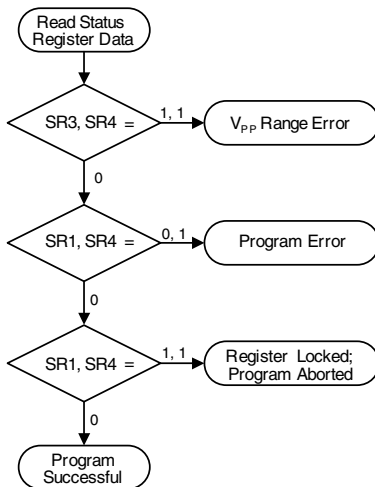 Read Status
Register Data
SR3, SR4 =
1, 1
VPP Range Error
0
SR1, SR4 =
0, 1
Program Error
0
SR1, SR4 =
1, 1
Register Locked;
Program Aborted
0
Program
Successful